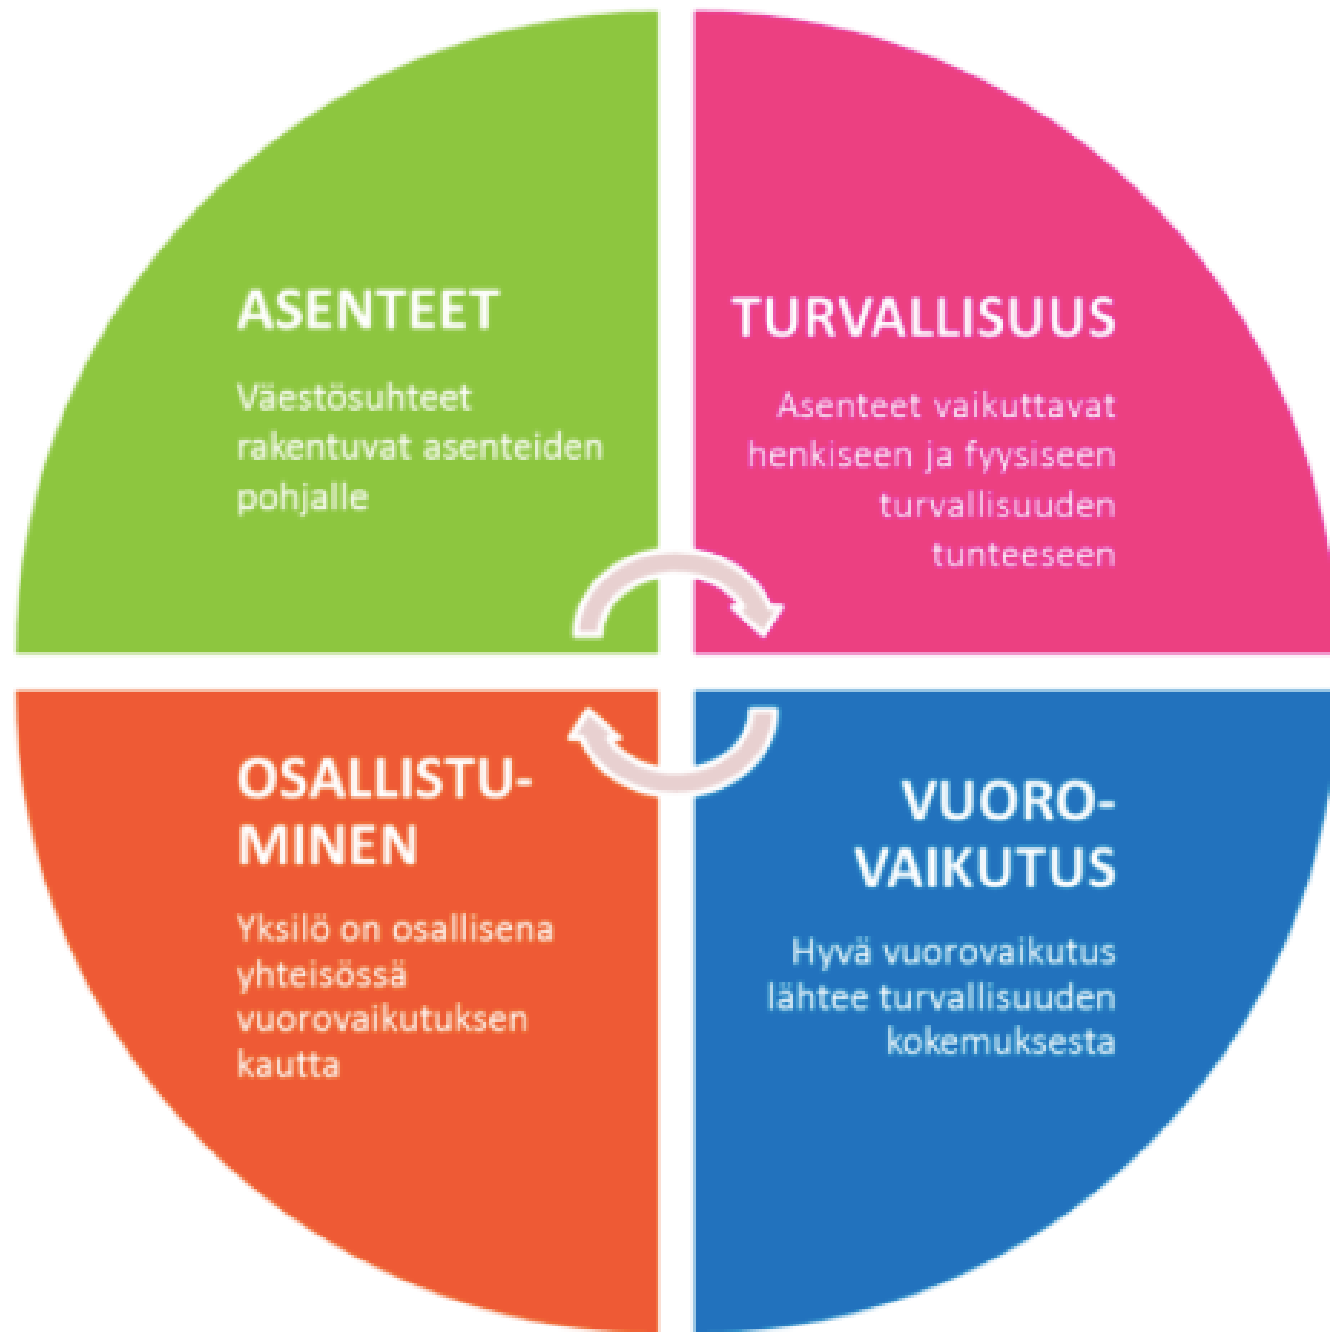 ASENTEET
Väestösuhteet
rakentuvat asenteiden
pohjalle
TURVALLISUUS
Asenteet vaikuttavat
henkiseen ja fyysiseen
turvallisuuden
tunteeseen
OSALLISTU-
MINEN
Yksilö on osallisena
yhteisössä
vuorovaikutuksen
kautta
VUORO-
VAIKUTUS
Hyvä vuorovaikutus
lähtee turvallisuuden
kokemuksesta